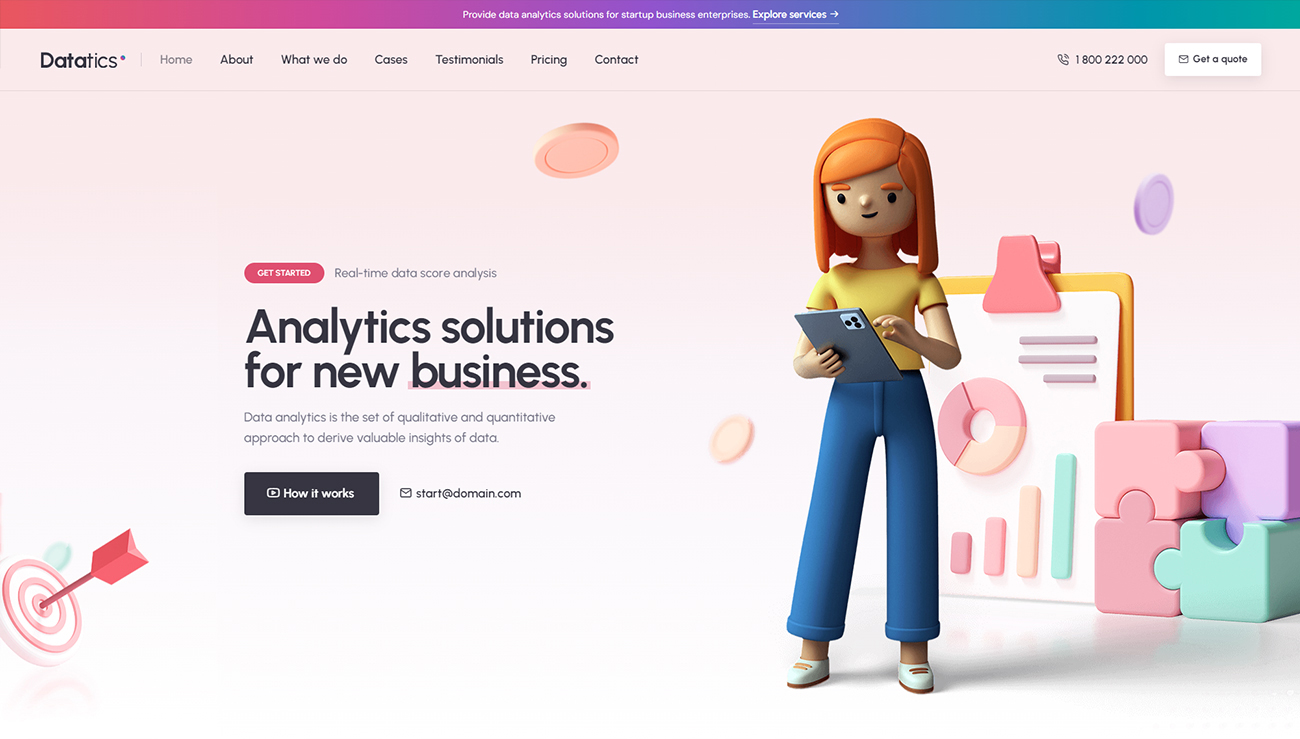 Provide data analytics solutions for startup business enterprises. Explore services →
Datatics
Home About What we do Cases Testimonials Pricing Contact
1 800 222 000
Get a quote
GET STARTED Real-time data score analysis
Analytics solutions
for new business.
Data analytics is the set of qualitative and quantitative
approach to derive valuable insights of data.
How it works start@domain.com